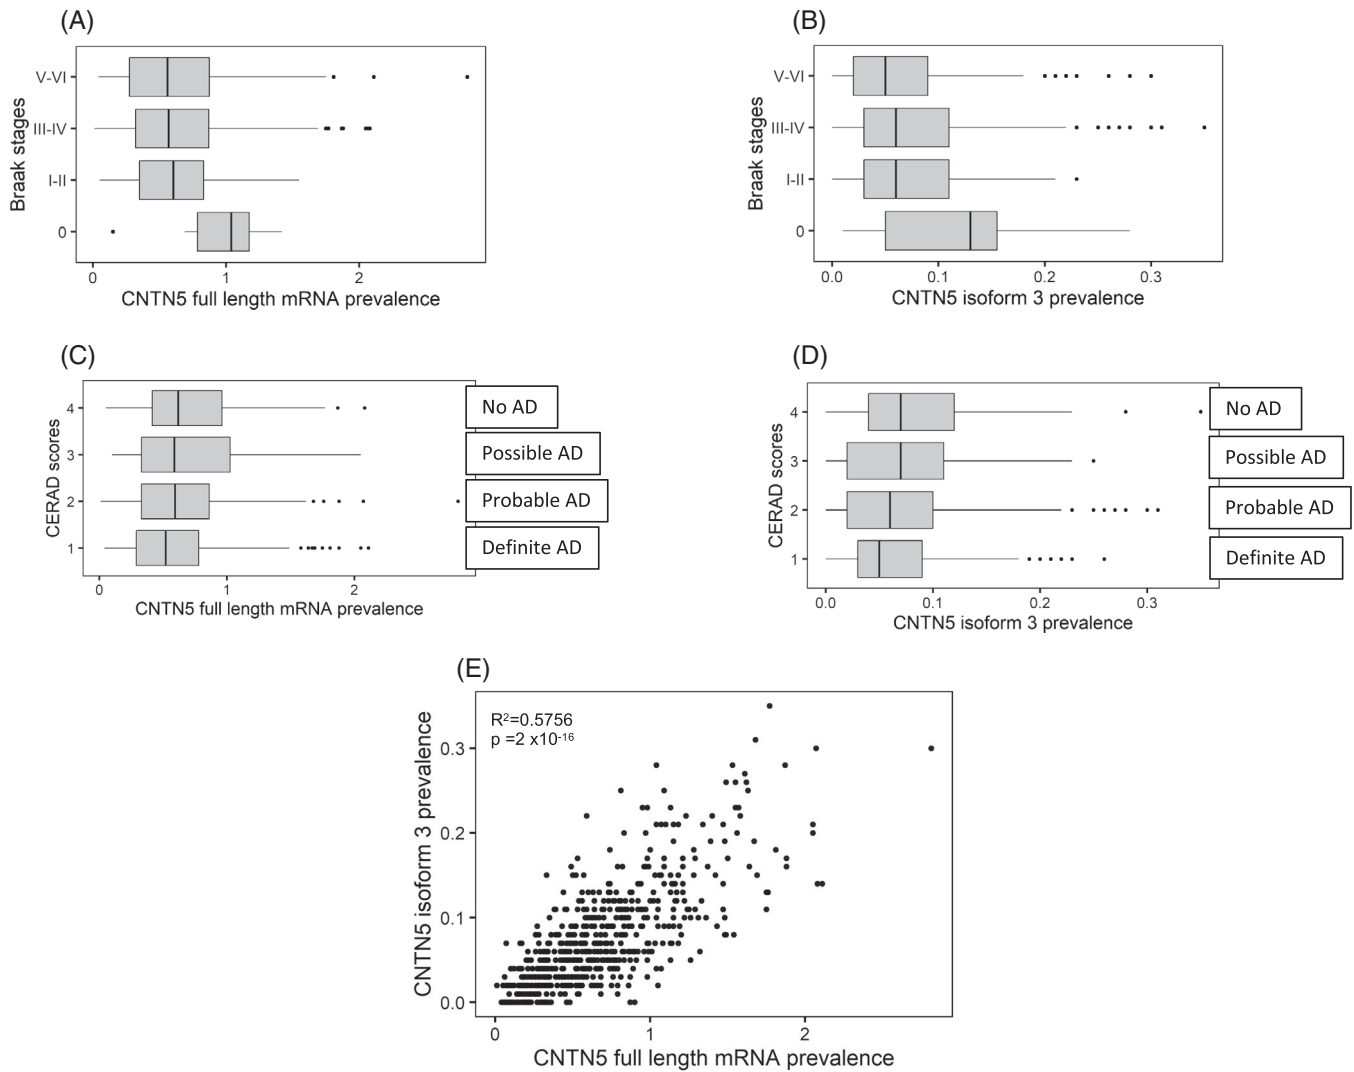 (A)
Braak stages
V-VI
III-IV
I-II
0
0 1 2
CNTN5 full length mRNA prevalence
(B)
Braak stages
V-VI
III-IV
I-II
0
0.0 0.1 0.2 0.3
CNTN5 isoform 3 prevalence
(C)
CERAD scores
4
3
2
1
No AD
Possible AD
Probable AD
Definite AD
0 1 2
CNTN5 full length mRNA prevalence
(D)
CERAD scores
4
3
2
1
No AD
Possible AD
Probable AD
Definite AD
0.0 0.1 0.2 0.3
CNTN5 isoform 3 prevalence
(E)
R²=0.5756
p =2 x10⁻¹⁶
CNTN5 isoform 3 prevalence
0.3
0.2
0.1
0.0
0 1 2
CNTN5 full length mRNA prevalence